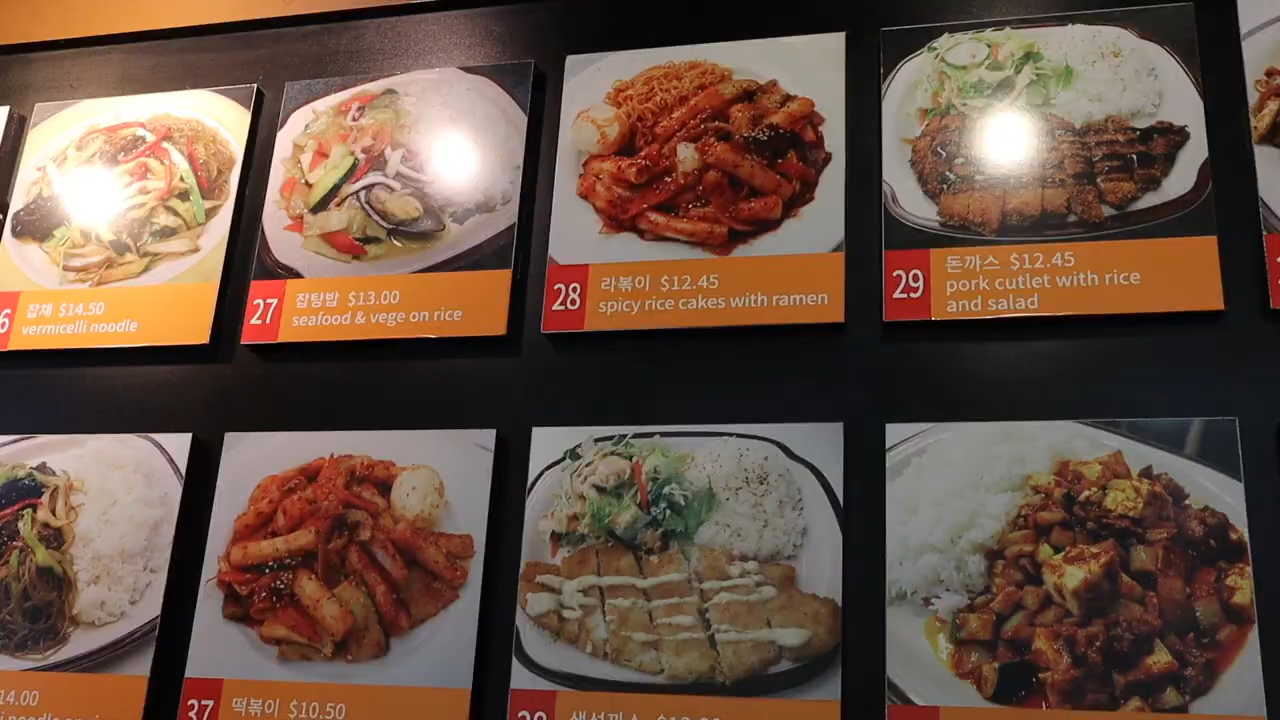 잡채 $14.50
vermicelli noodle
27
잡탕밥 $13.00
seafood & vege on rice
28
라볶이 $12.45
spicy rice cakes with ramen
29
돈까스 $12.45
pork cutlet with rice
and salad
14.00
37
떡볶이 $10.50